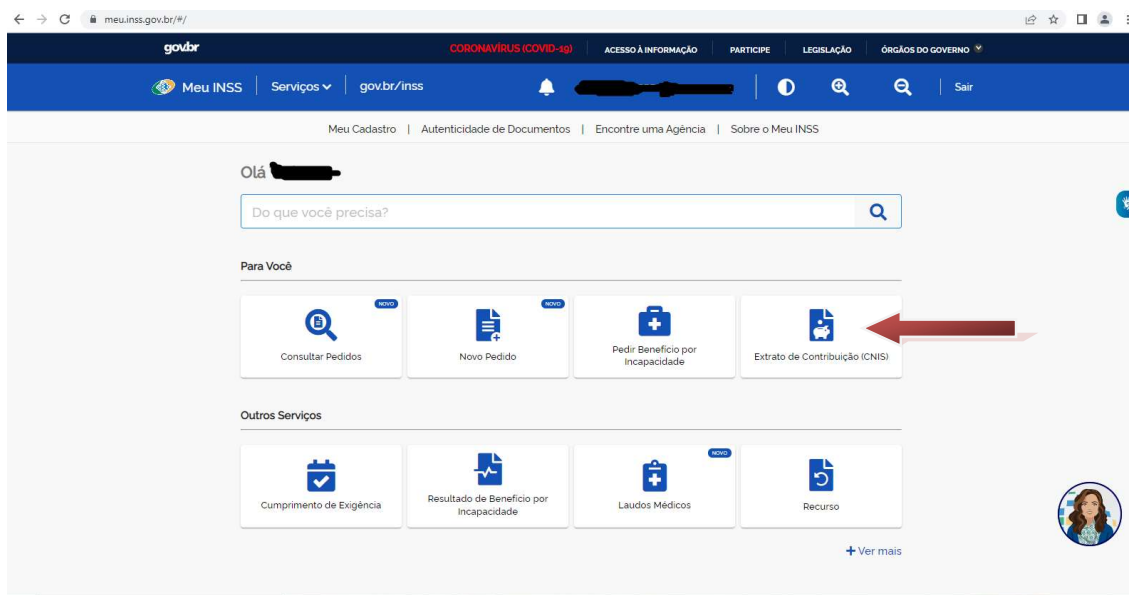 meu.inss.gov.br/#/
gov.br CORONAVÍRUS (COVID-19) ACESSO À INFORMAÇÃO PARTICIPE LEGISLAÇÃO ÓRGÃOS DO GOVERNO
Meu INSS Serviços gov.br/inss Sair
Meu Cadastro | Autenticidade de Documentos | Encontre uma Agência | Sobre o Meu INSS
Olá
Do que você precisa?
Para Você
NOVO
Consultar Pedidos
NOVO
Novo Pedido
Pedir Benefício por
Incapacidade
Extrato de Contribuição (CNIS)
Outros Serviços
Cumprimento de Exigência
Resultado de Benefício por
Incapacidade
NOVO
Laudos Médicos
Recurso
+ Ver mais